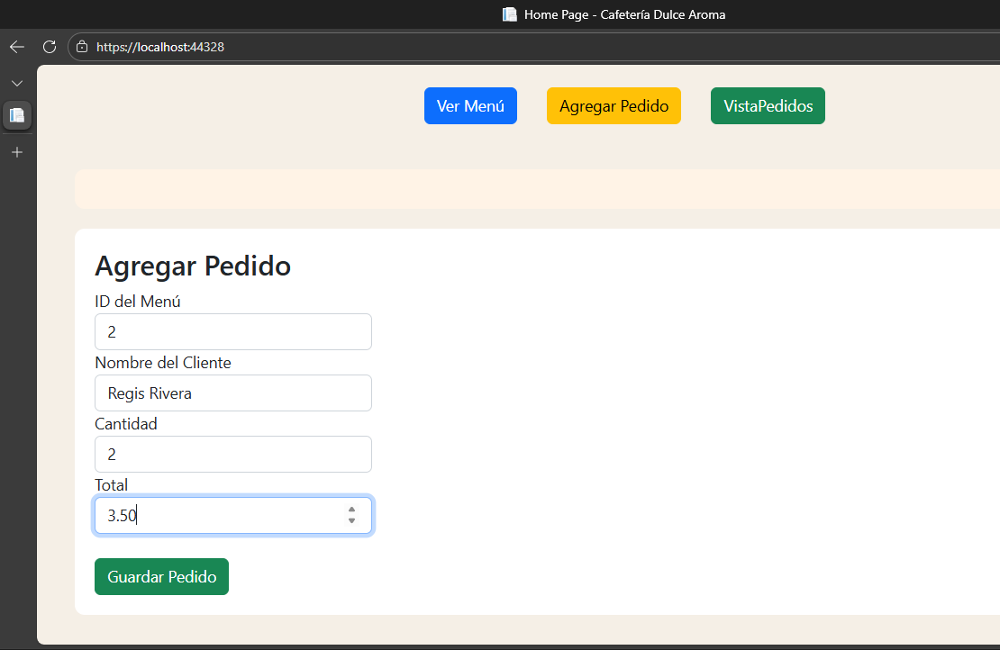 Home Page - Cafetería Dulce Aroma
https://localhost:44328
Ver Menú Agregar Pedido VistaPedidos
Agregar Pedido
ID del Menú
2
Nombre del Cliente
Regis Rivera
Cantidad
2
Total
3.50
Guardar Pedido